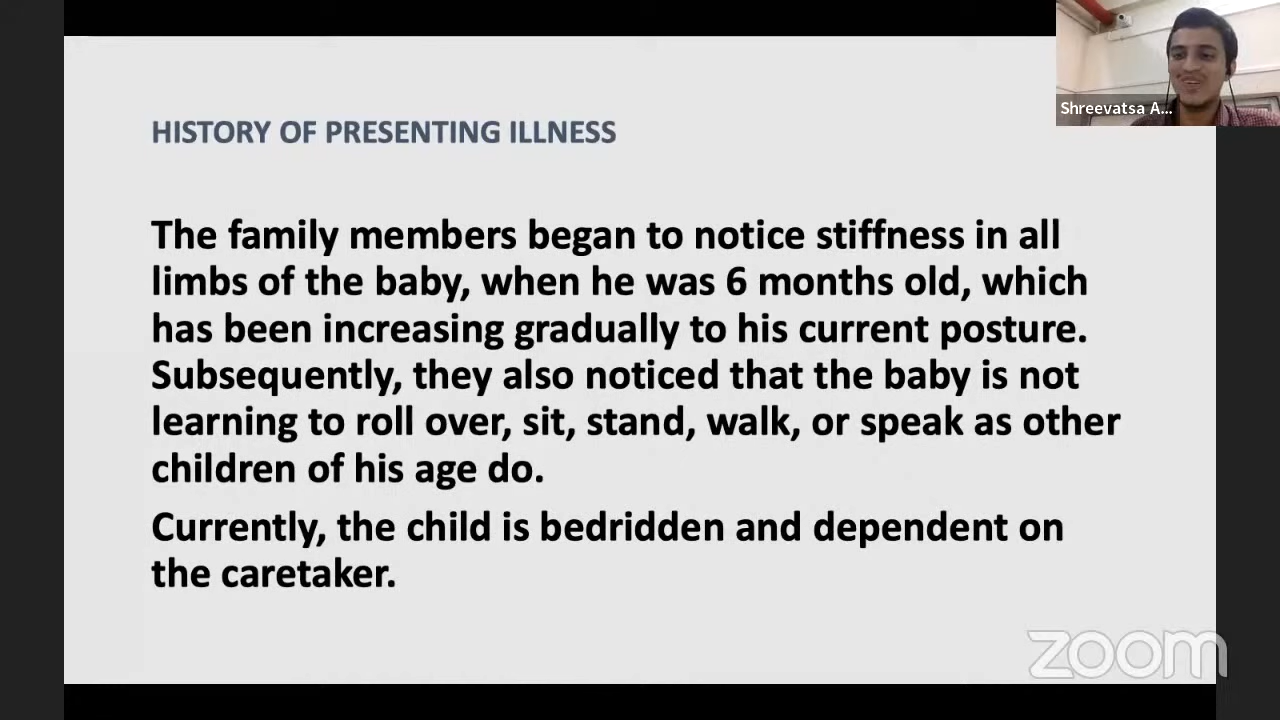 Shreevatsa A...
HISTORY OF PRESENTING ILLNESS
The family members began to notice stiffness in all
limbs of the baby, when he was 6 months old, which
has been increasing gradually to his current posture.
Subsequently, they also noticed that the baby is not
learning to roll over, sit, stand, walk, or speak as other
children of his age do.
Currently, the child is bedridden and dependent on
the caretaker.
zoom